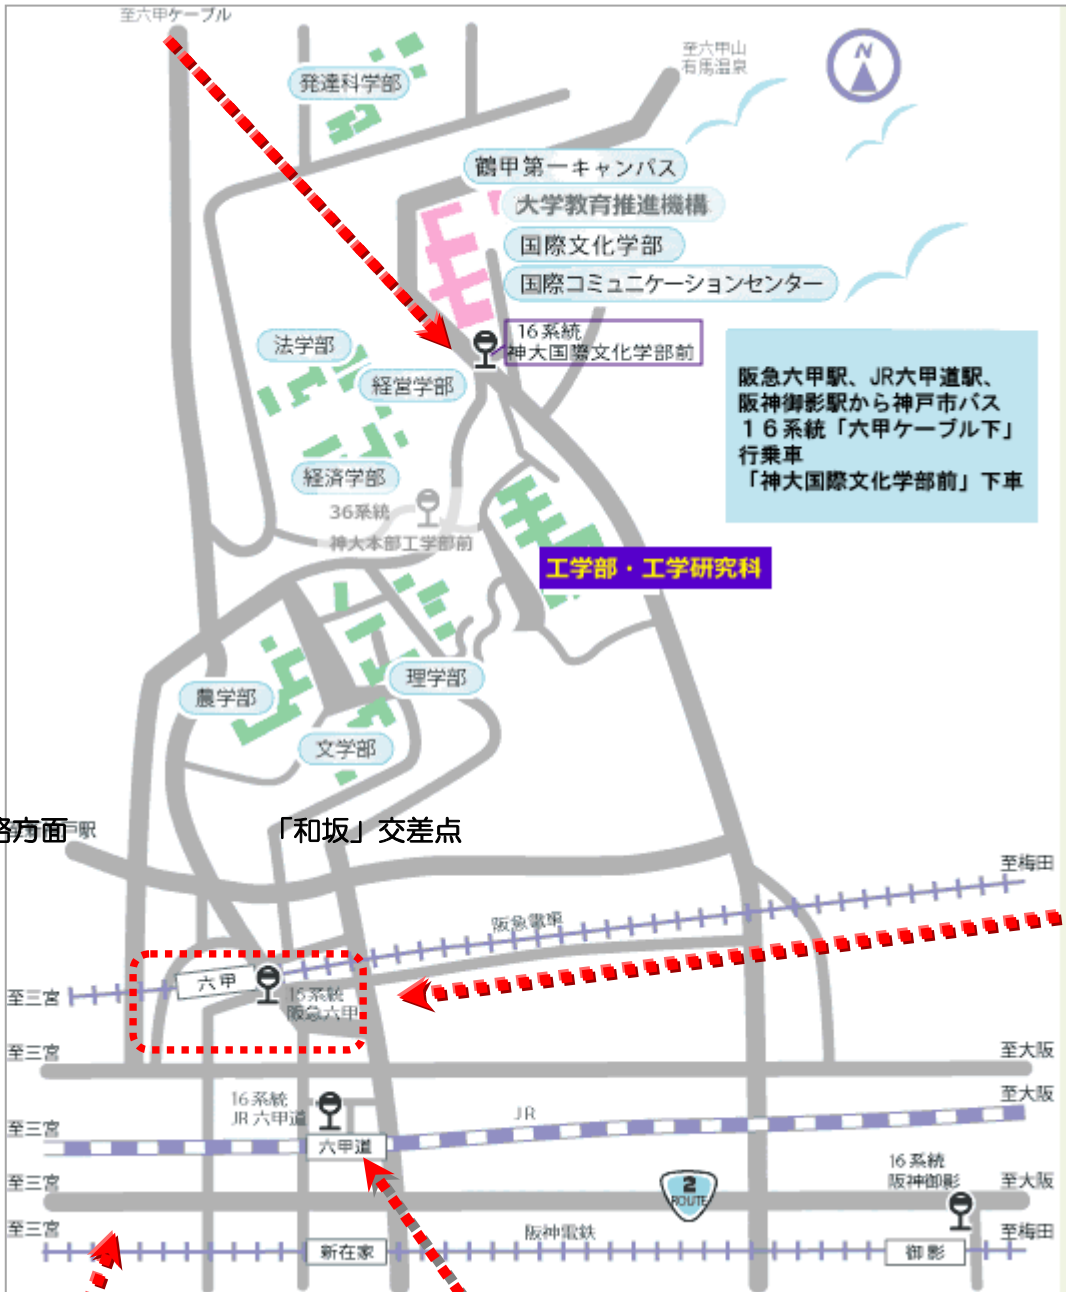 至六甲ケーブル
至六甲山
有馬温泉
N
発達科学部
鶴甲第一キャンパス
大学教育推進機構
国際文化学部
国際コミュニケーションセンター
16系統
神大国際文化学部前
法学部
経営学部
経済学部
阪急六甲駅、JR六甲道駅、
阪神御影駅から神戸市バス
１６系統「六甲ケーブル下」
行乗車
「神大国際文化学部前」下車
36系統
神大本部工学部前
工学部・工学研究科
農学部
理学部
文学部
方面
戸駅
「和坂」交差点
至梅田
阪急電車
六甲
至三宮
16系統
阪急六甲
至三宮
至大阪
16系統
JR六甲道
JR
至大阪
至三宮
六甲道
16系統
阪神御影
至三宮
2
ROUTE
至大阪
至三宮
阪神電鉄
至梅田
新在家
御影